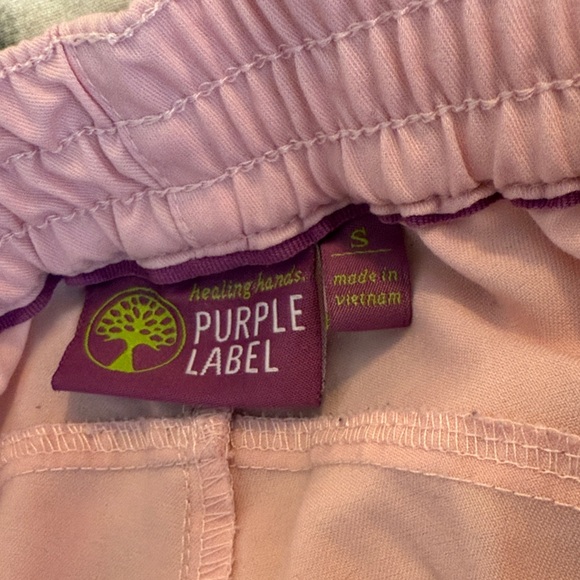 healing·hands.
PURPLE
LABEL
S
made in
vietnam